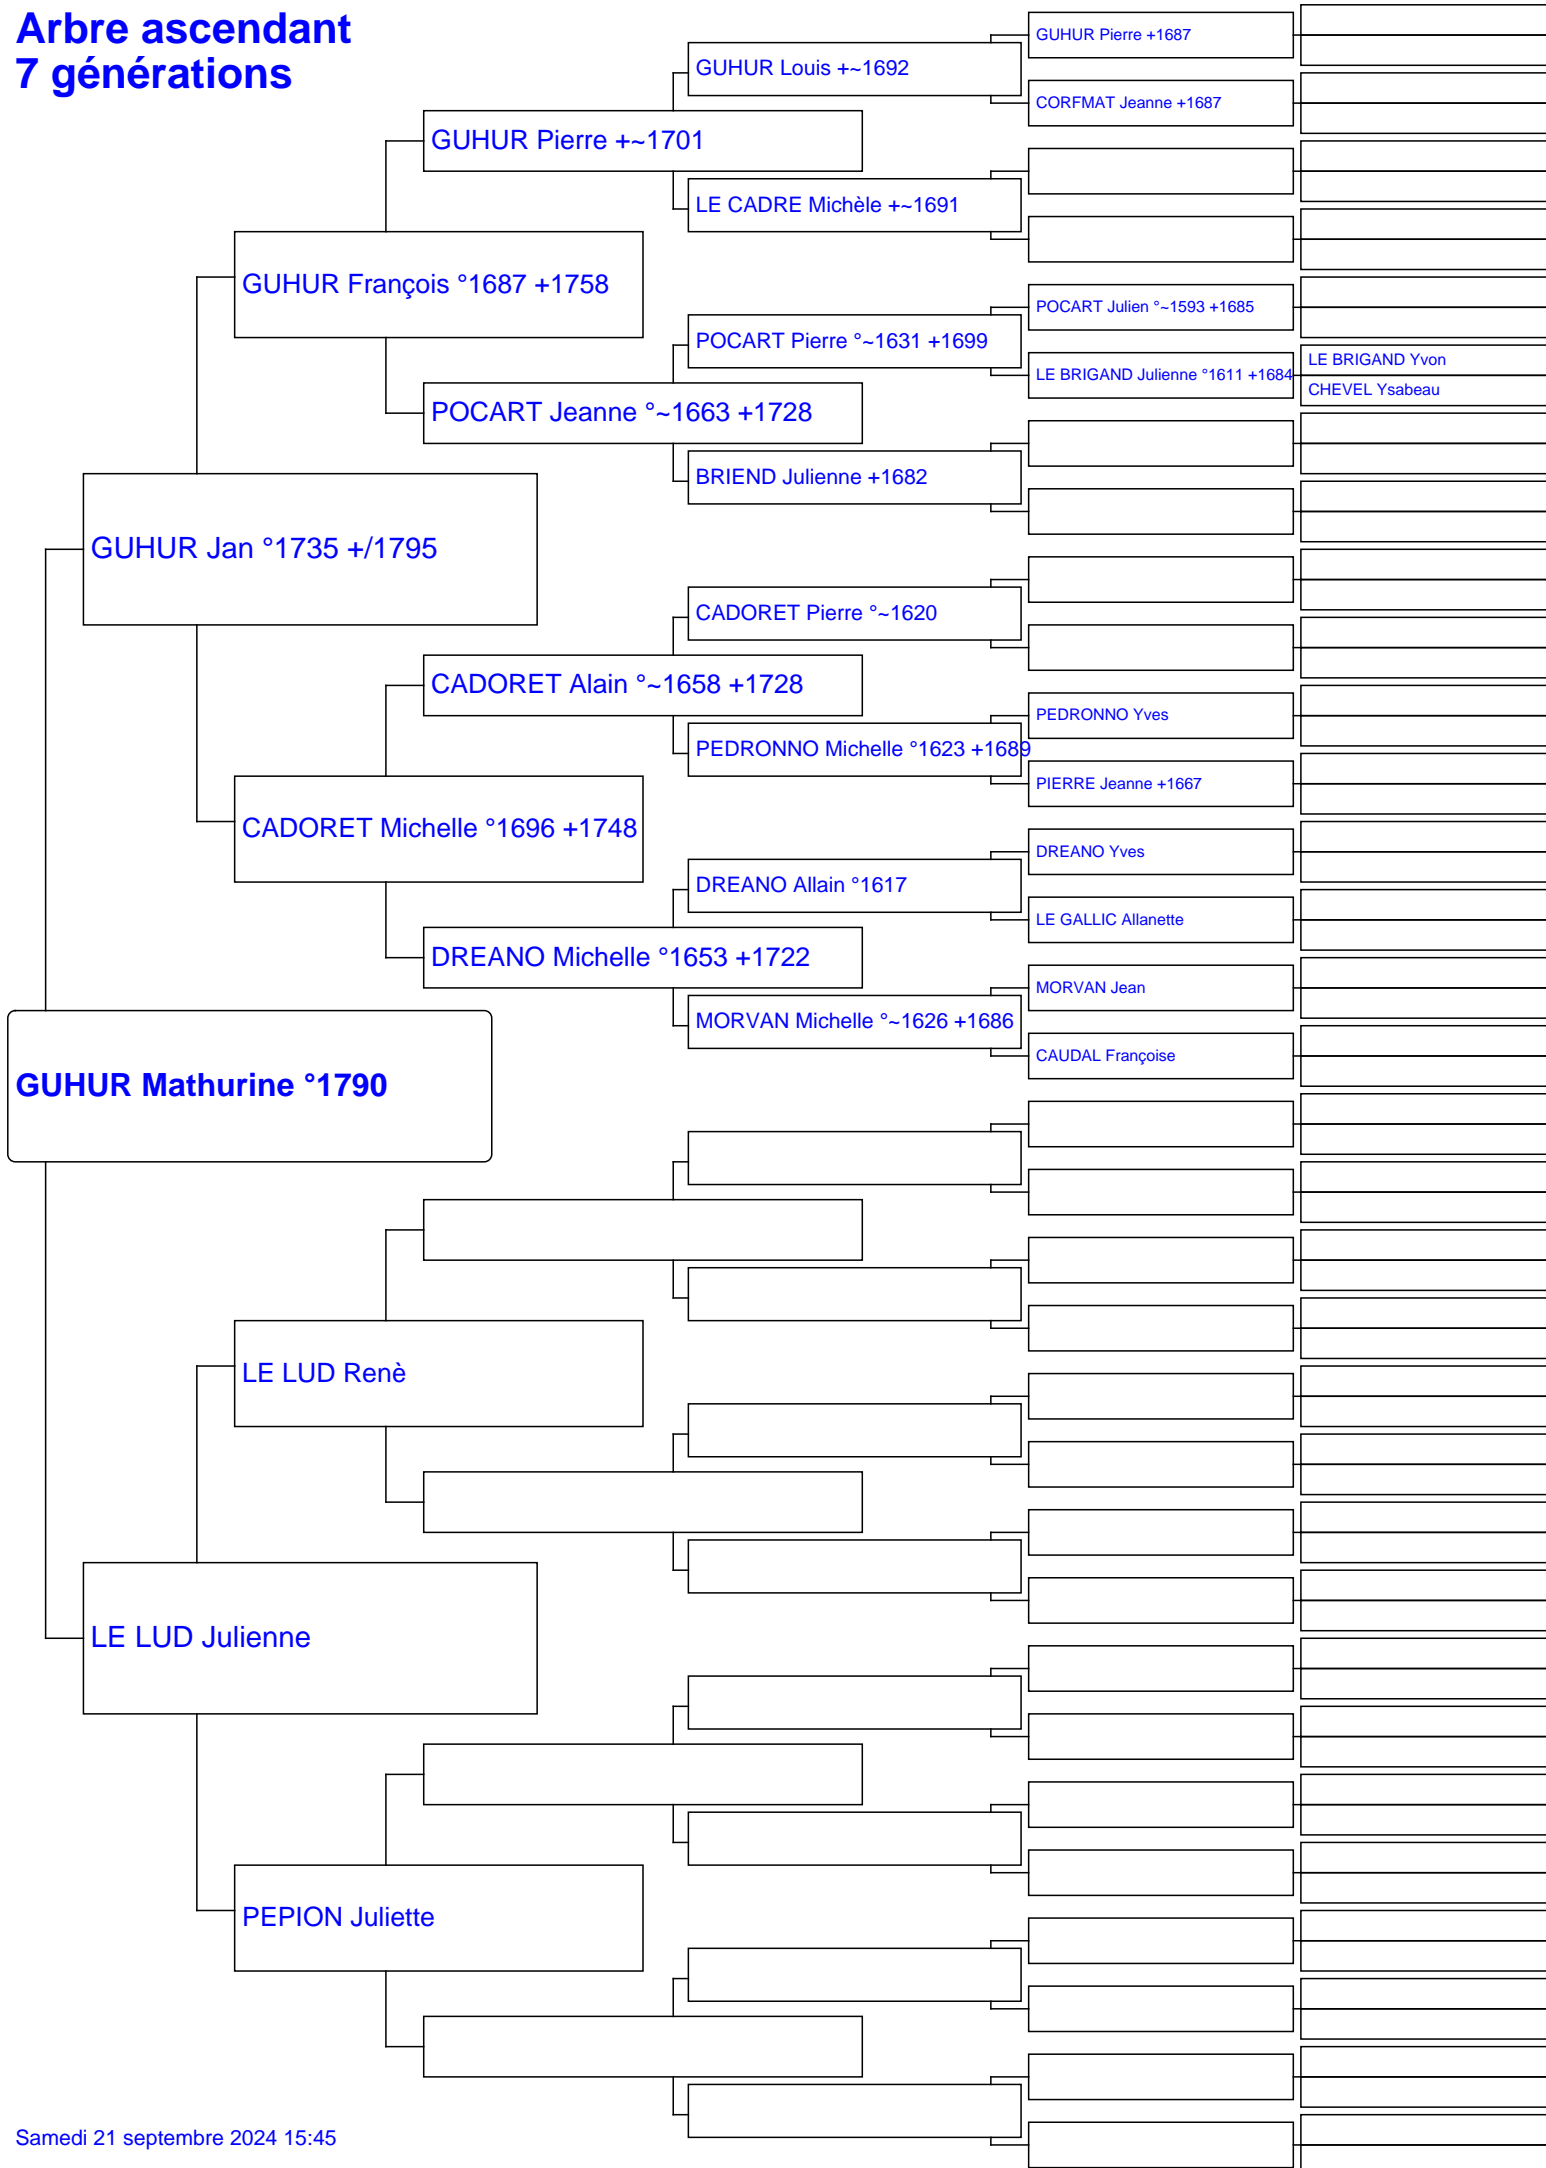 Arbre ascendant
7 générations
GUHUR Pierre +1687
GUHUR Louis +~1692
CORFMAT Jeanne +1687
GUHUR Pierre +~1701
LE CADRE Michèle +~1691
GUHUR François °1687 +1758
POCART Julien °~1593 +1685
POCART Pierre °~1631 +1699
LE BRIGAND Yvon
LE BRIGAND Julienne °1611 +1684
CHEVEL Ysabeau
POCART Jeanne °~1663 +1728
BRIEND Julienne +1682
GUHUR Jan °1735 +/1795
CADORET Pierre °~1620
CADORET Alain °~1658 +1728
PEDRONNO Yves
PEDRONNO Michelle °1623 +1689
PIERRE Jeanne +1667
CADORET Michelle °1696 +1748
DREANO Yves
DREANO Allain °1617
LE GALLIC Allanette
DREANO Michelle °1653 +1722
MORVAN Jean
MORVAN Michelle °~1626 +1686
CAUDAL Françoise
GUHUR Mathurine °1790
LE LUD Renè
LE LUD Julienne
PEPION Juliette
Samedi 21 septembre 2024 15:45